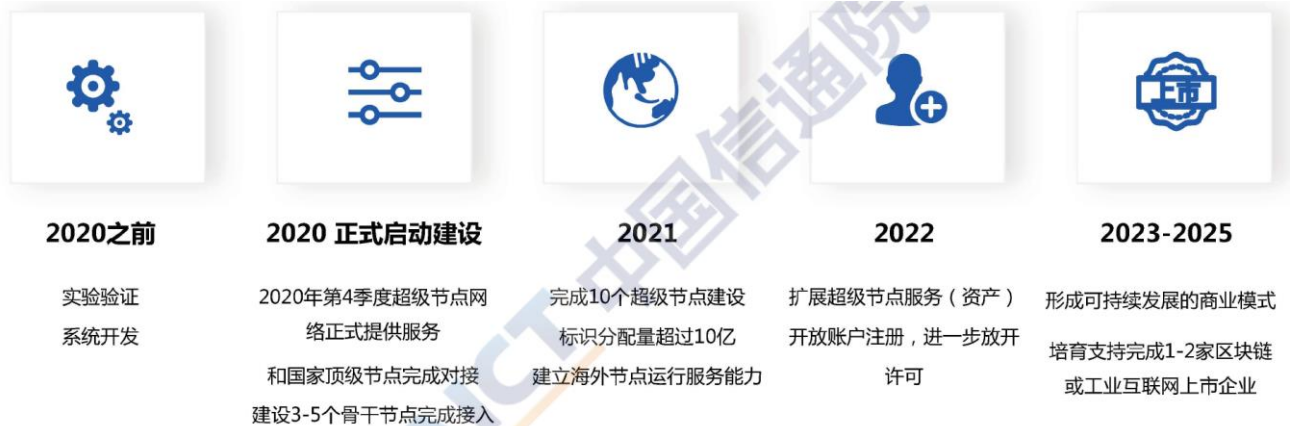 上市
2020之前
实验验证
系统开发
2020 正式启动建设
2020年第4季度超级节点网
络正式提供服务
和国家顶级节点完成对接
建设3-5个骨干节点完成接入
2021
完成10个超级节点建设
标识分配量超过10亿
建立海外节点运行服务能力
2022
扩展超级节点服务（资产）
开放账户注册，进一步放开
许可
2023-2025
形成可持续发展的商业模式
培育支持完成1-2家区块链
或工业互联网上市企业
ICT 中国信通院